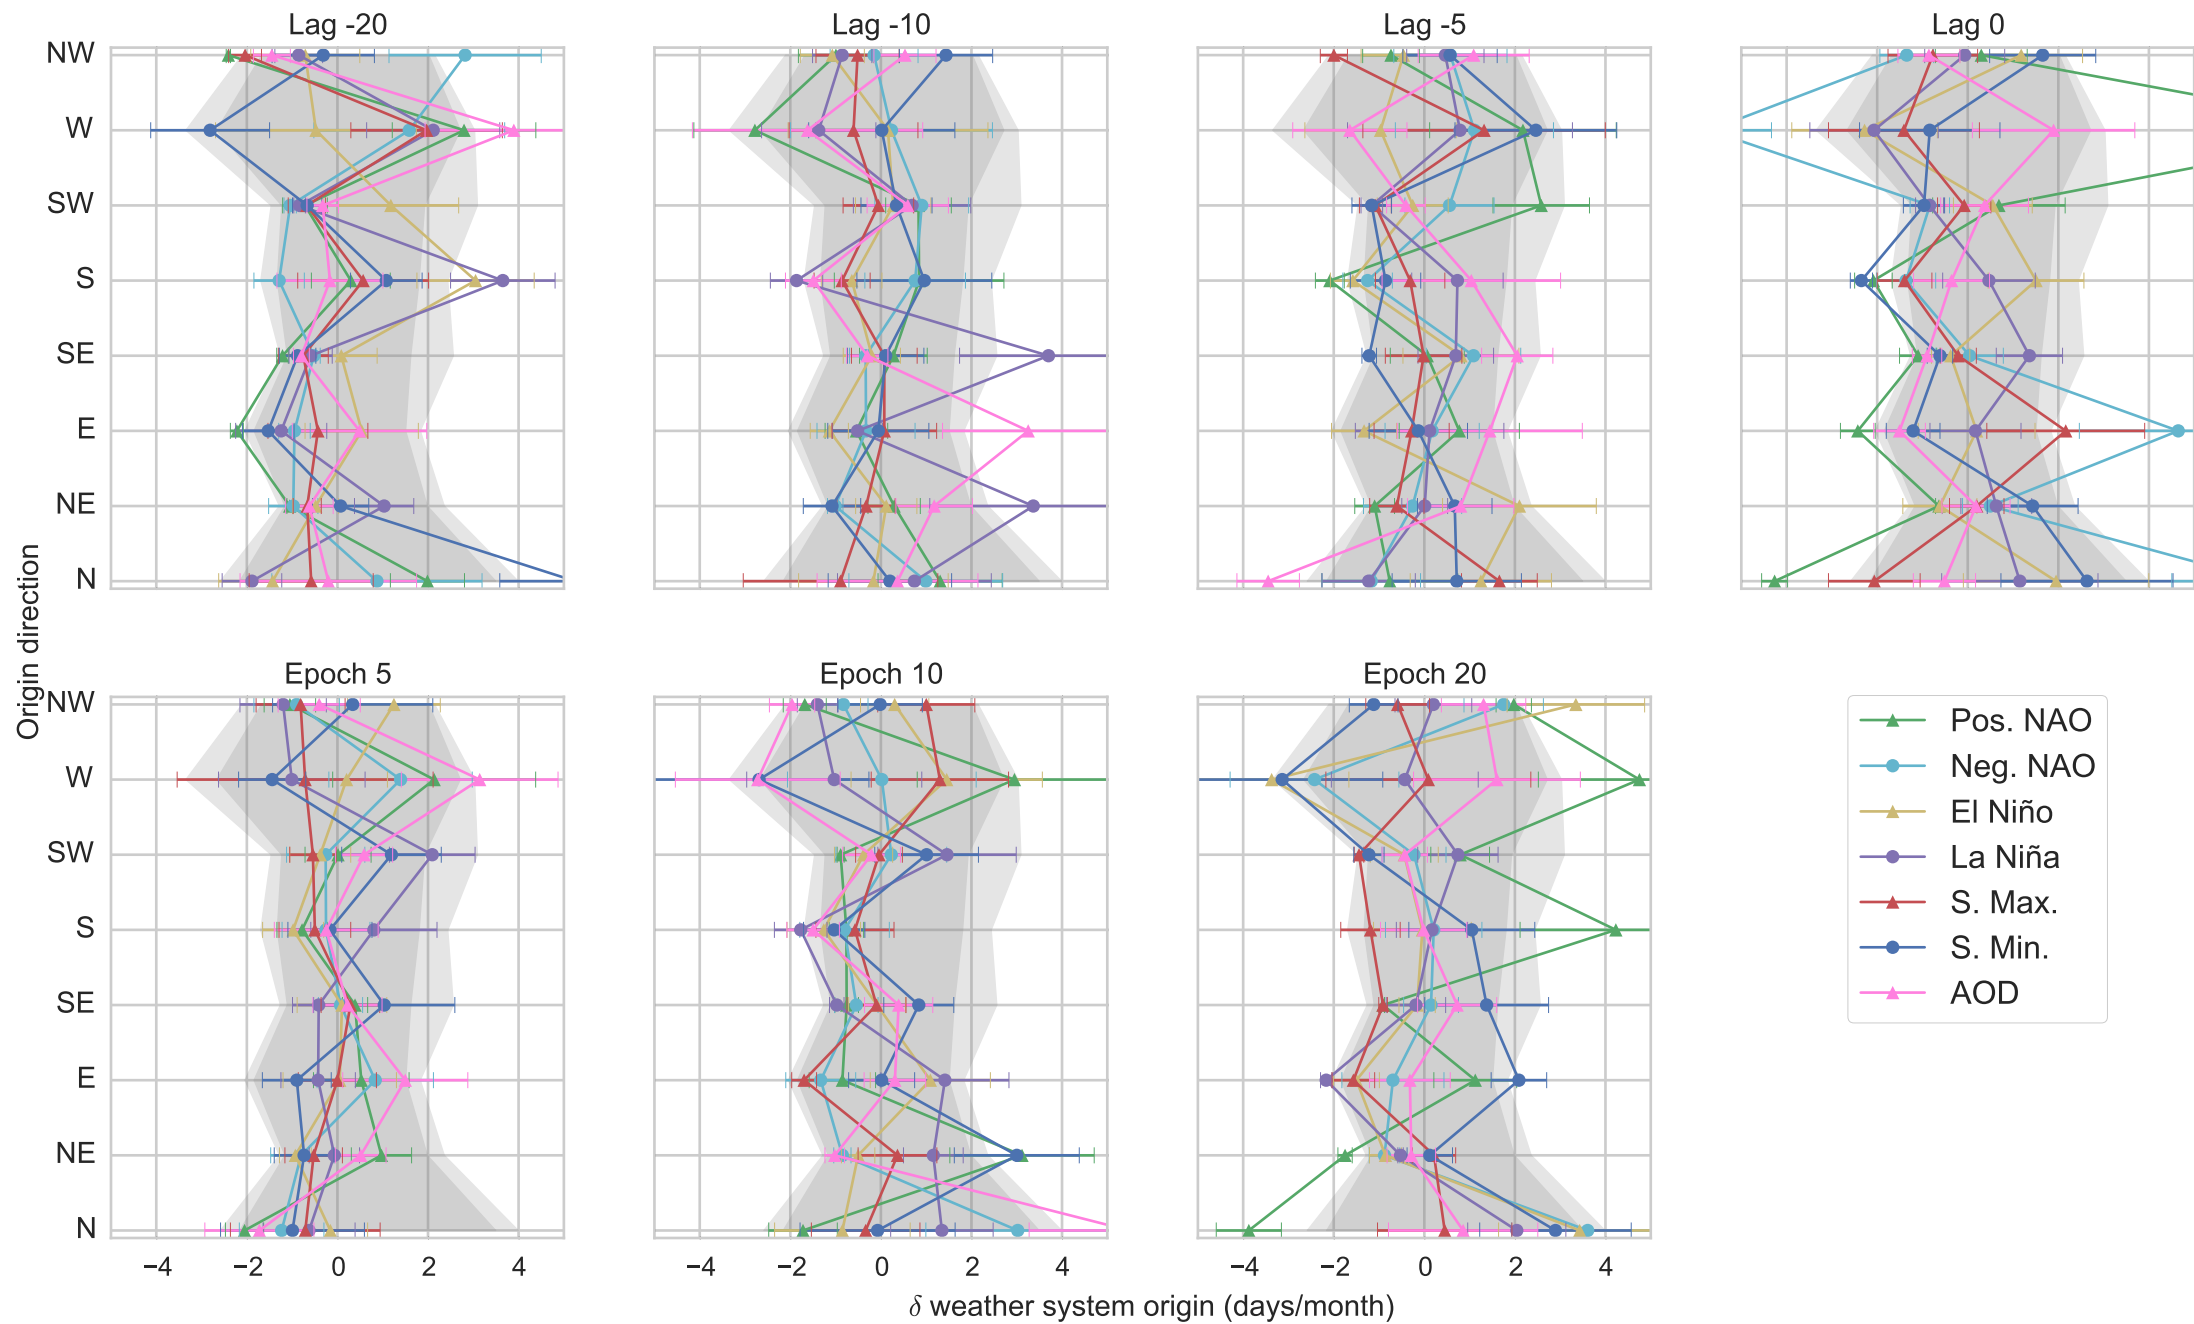 Lag -20
Lag -10
Lag -5
Lag 0
NW
W
SW
S
SE
E
NE
N
Origin direction
Epoch 5
Epoch 10
Epoch 20
NW
W
SW
S
SE
E
NE
N
−4 −2 0 2 4
−4 −2 0 2 4
−4 −2 0 2 4
δ weather system origin (days/month)
Pos. NAO
Neg. NAO
El Niño
La Niña
S. Max.
S. Min.
AOD